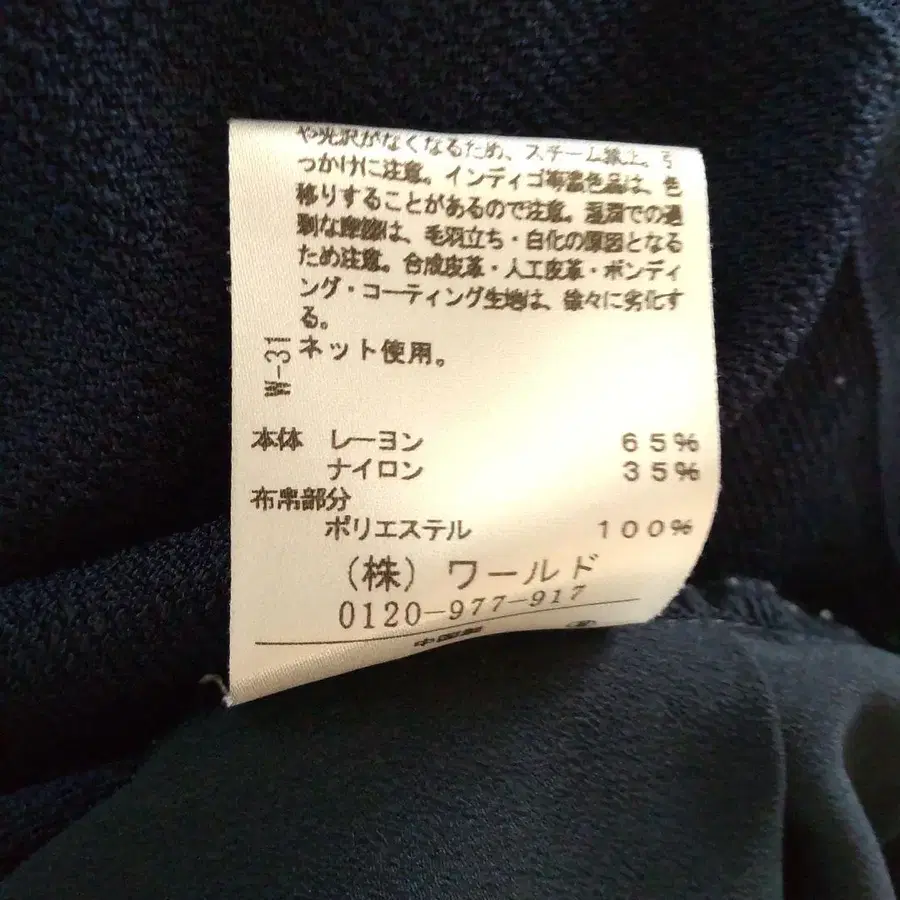 や光沢がなくなるため、スチーム線上。引
っかけに注意。インディゴ等濃色品は、色
移りすることがあるので注意。湿潤での過
剰な摩擦は、毛羽立ち・白化の原因となる
ため注意。合成皮革・人工皮革・ボンディ
ング・コーティング生地は、徐々に劣化す
る。
ネット使用。
W-31
本体 レーヨン 65%
ナイロン 35%
布帛部分
ポリエステル 100%
(株) ワールド
0120-977-917
中国製